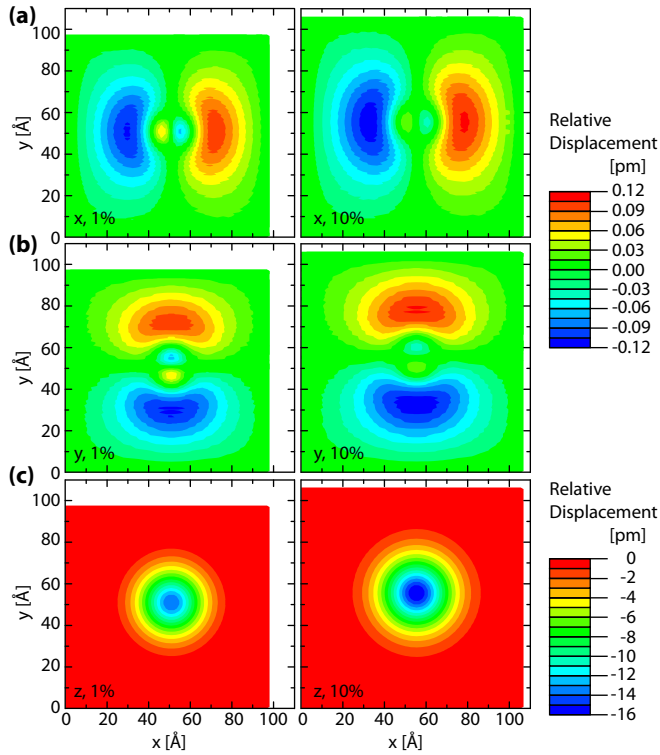 (a)
100
80
60
40
20
0
y [Å]
x, 1%
x, 10%
Relative
Displacement
[pm]
0.12
0.09
0.06
0.03
0.00
-0.03
-0.06
-0.09
-0.12
(b)
100
80
60
40
20
0
y [Å]
y, 1%
y, 10%
(c)
100
80
60
40
20
0
y [Å]
z, 1%
z, 10%
Relative
Displacement
[pm]
0
-2
-4
-6
-8
-10
-12
-14
-16
0 20 40 60 80 100
0 20 40 60 80 100
x [Å]
x [Å]